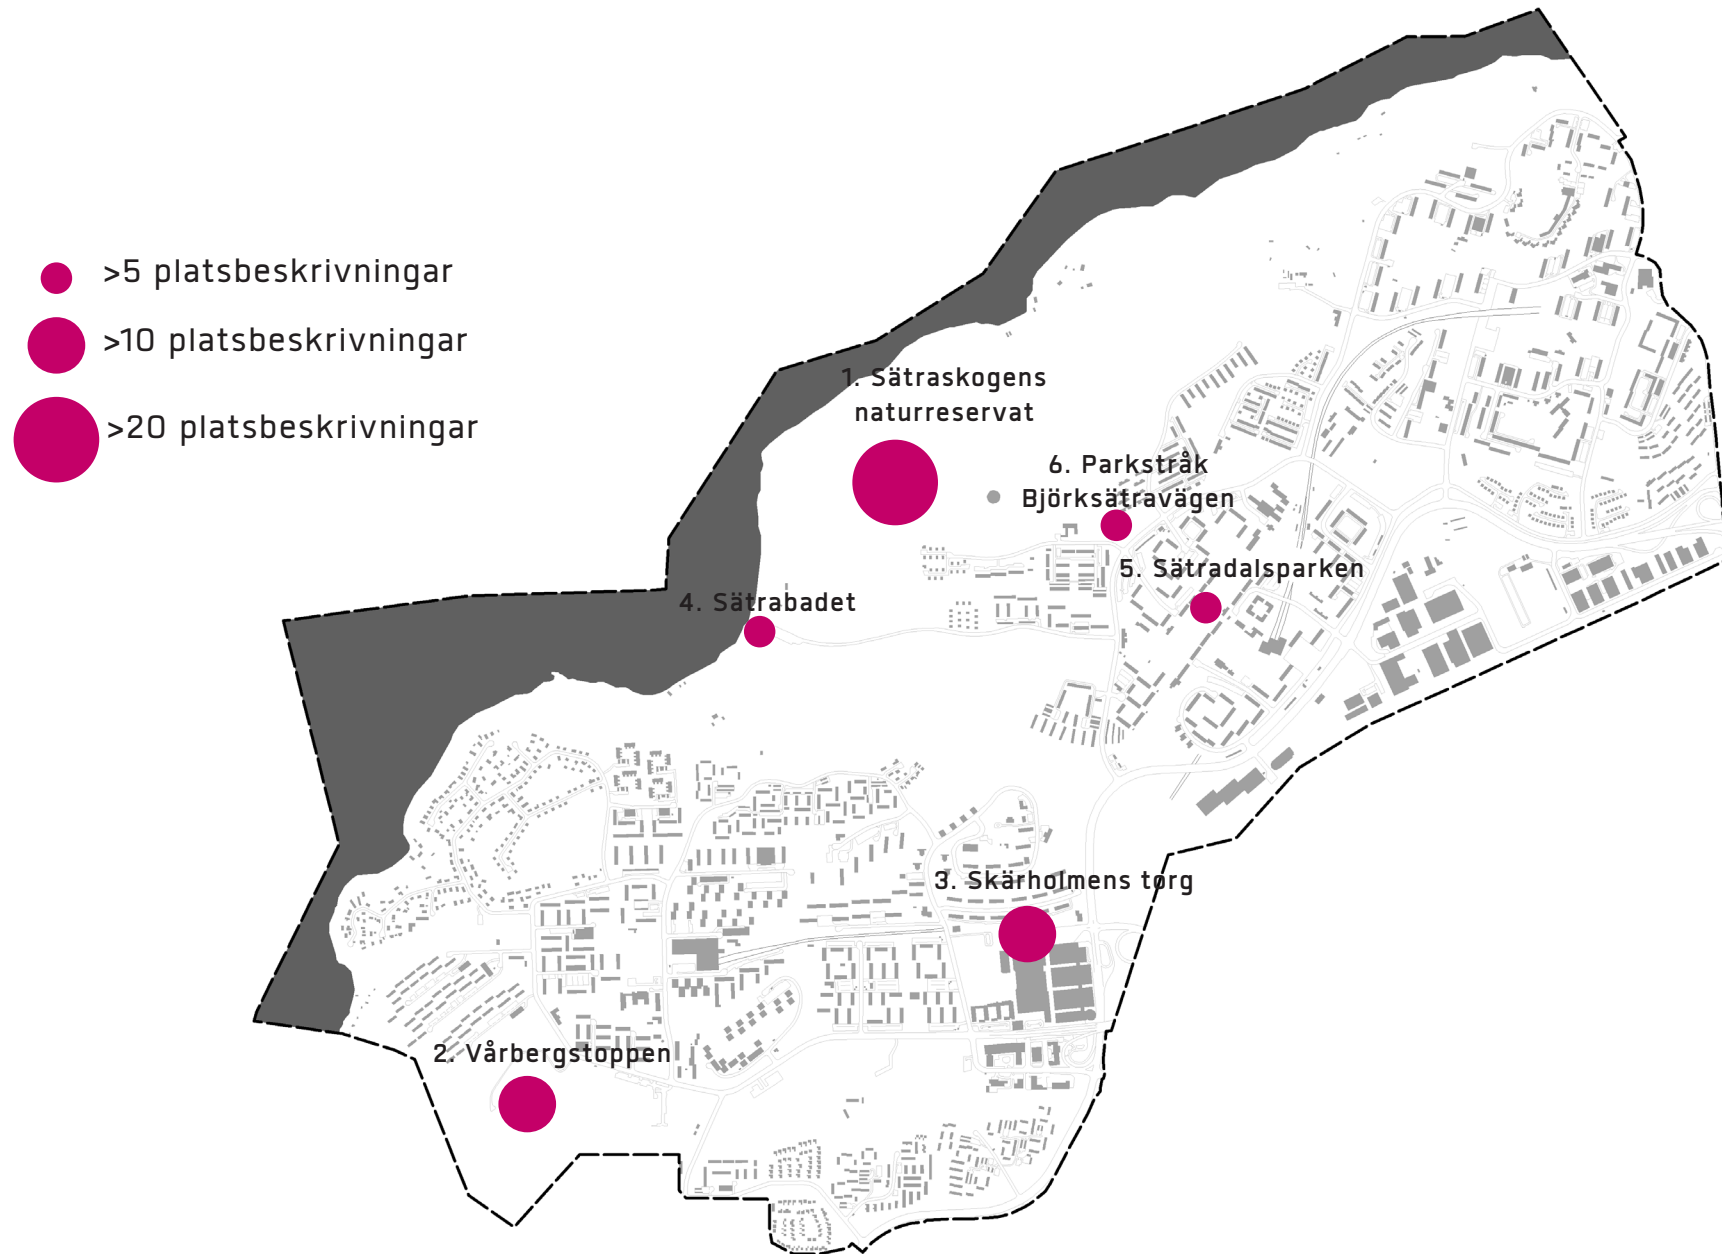 >5 platsbeskrivningar
>10 platsbeskrivningar
>20 platsbeskrivningar
1. Sätraskogens
naturreservat
6. Parkstråk
Björksätravägen
5. Sätradalsparken
4. Sätrabadet
3. Skärholmens torg
2. Vårbergstoppen